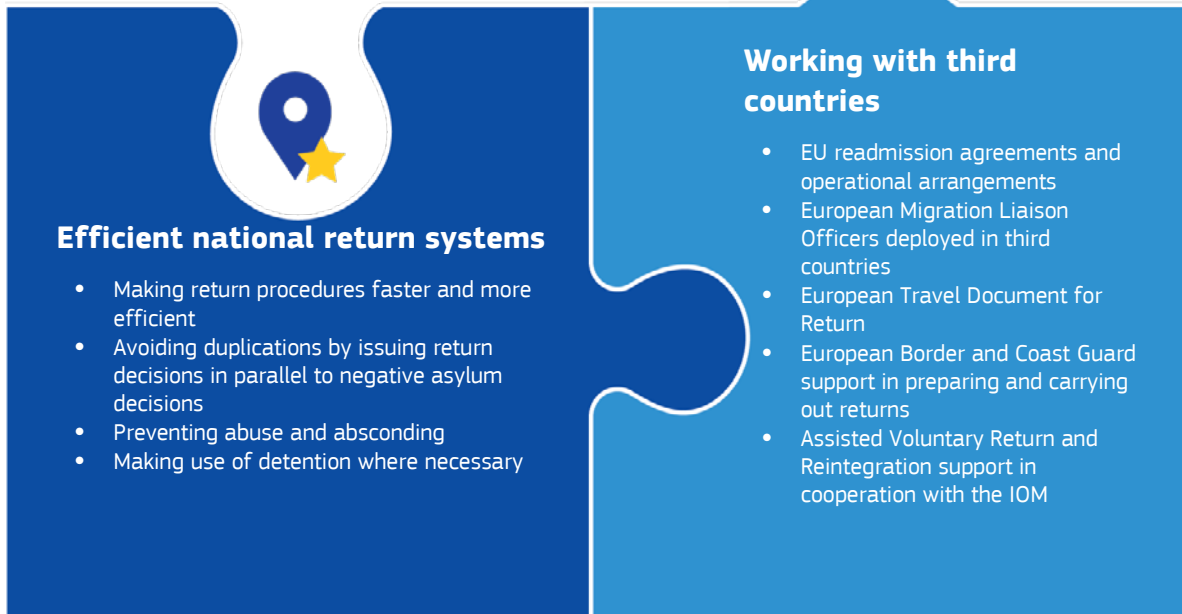 Efficient national return systems
• Making return procedures faster and more
efficient
• Avoiding duplications by issuing return
decisions in parallel to negative asylum
decisions
• Preventing abuse and absconding
• Making use of detention where necessary
Working with third
countries
• EU readmission agreements and
operational arrangements
• European Migration Liaison
Officers deployed in third
countries
• European Travel Document for
Return
• European Border and Coast Guard
support in preparing and carrying
out returns
• Assisted Voluntary Return and
Reintegration support in
cooperation with the IOM